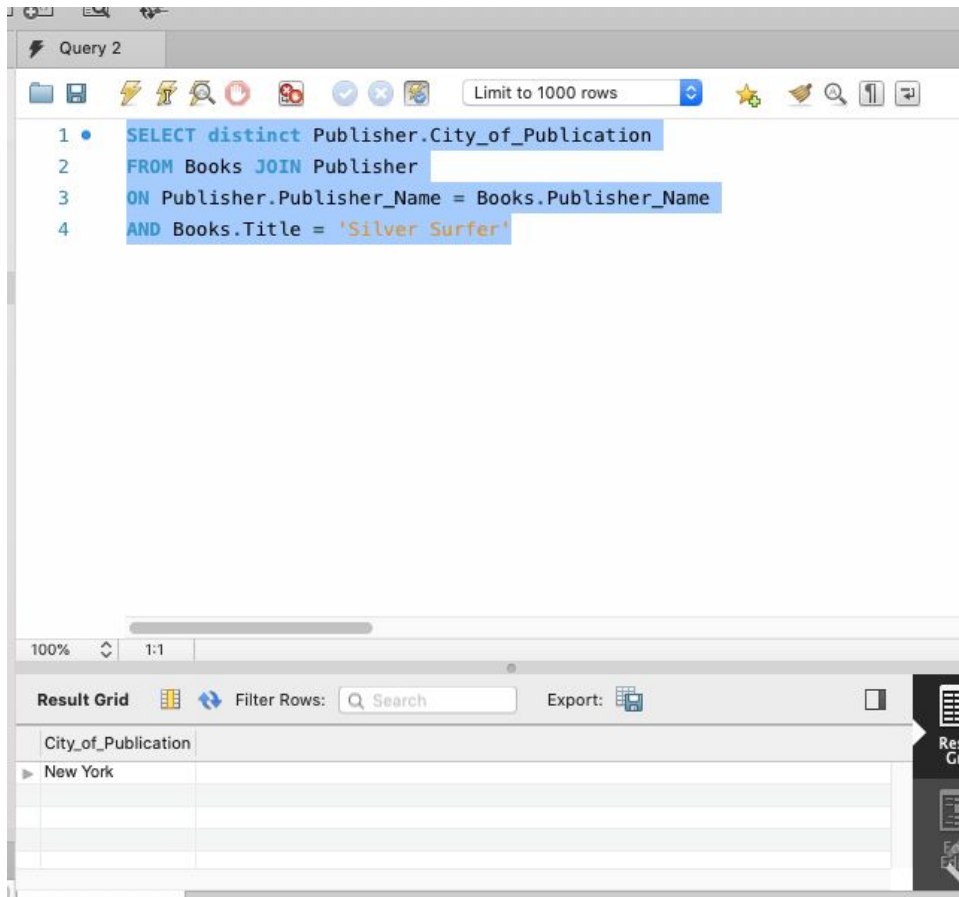 Query 2
Limit to 1000 rows
1 SELECT distinct Publisher.City_of_Publication
2 FROM Books JOIN Publisher
3 ON Publisher.Publisher_Name = Books.Publisher_Name
4 AND Books.Title = 'Silver Surfer'
100% 1:1
Result Grid Filter Rows: Search Export:
City_of_Publication
New York